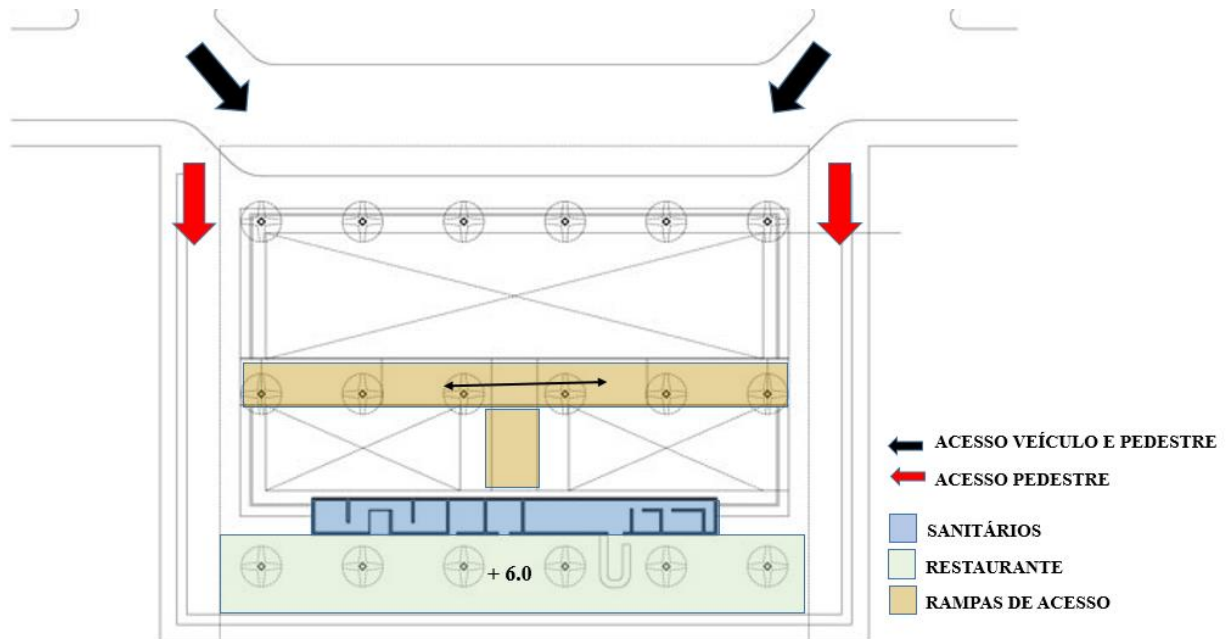 ACESSO VEÍCULO E PEDESTRE
ACESSO PEDESTRE
SANITÁRIOS
+ 6.0
RESTAURANTE
RAMPAS DE ACESSO